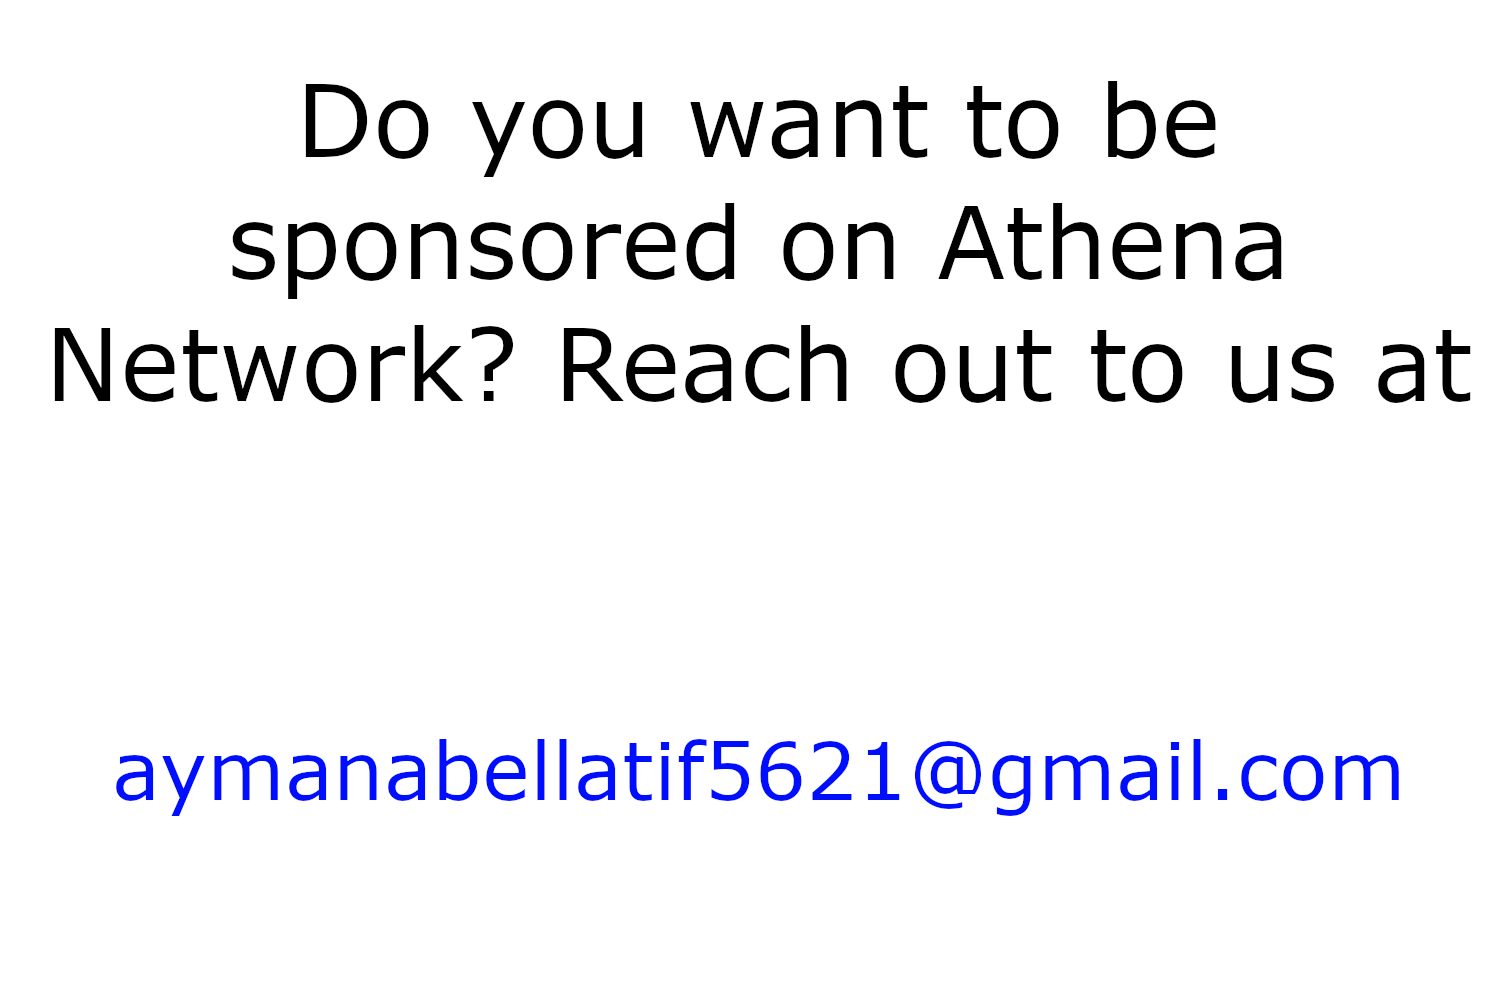 Do you want to be
sponsored on Athena
Network? Reach out to us at
aymanabellatif5621@gmail.com